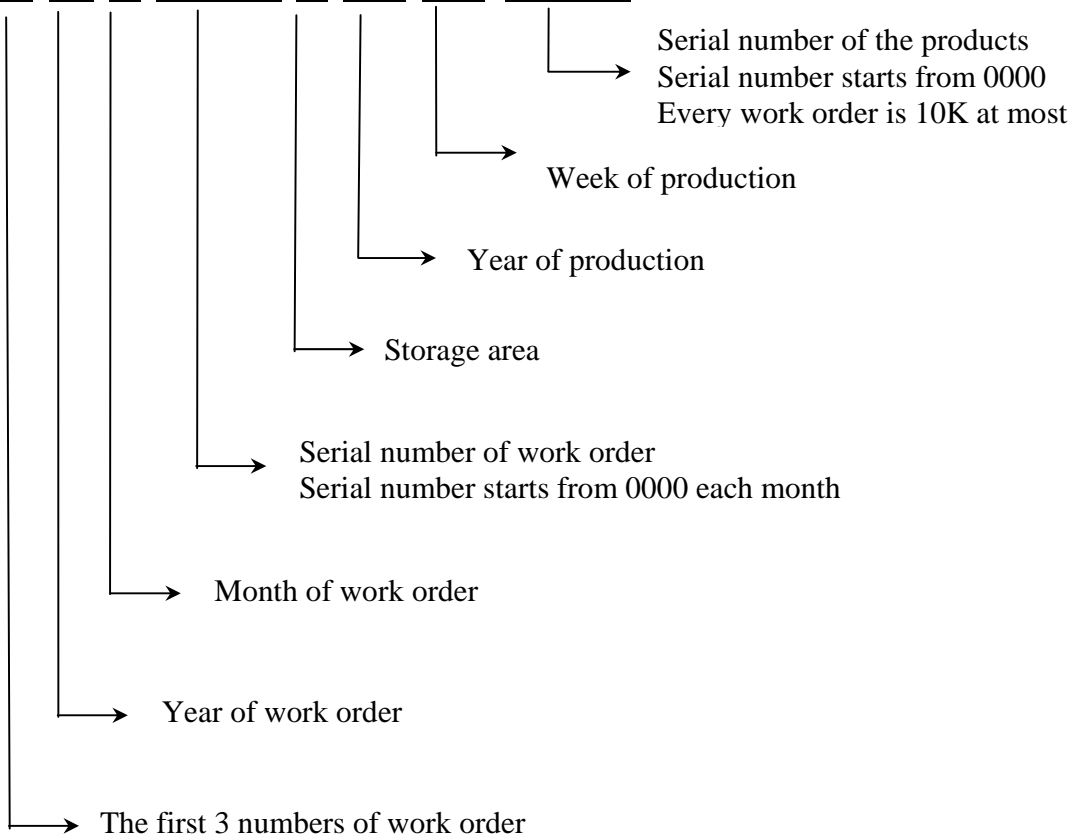 Serial number of the products
Serial number starts from 0000
Every work order is 10K at most
Week of production
Year of production
Storage area
Serial number of work order
Serial number starts from 0000 each month
Month of work order
Year of work order
The first 3 numbers of work order